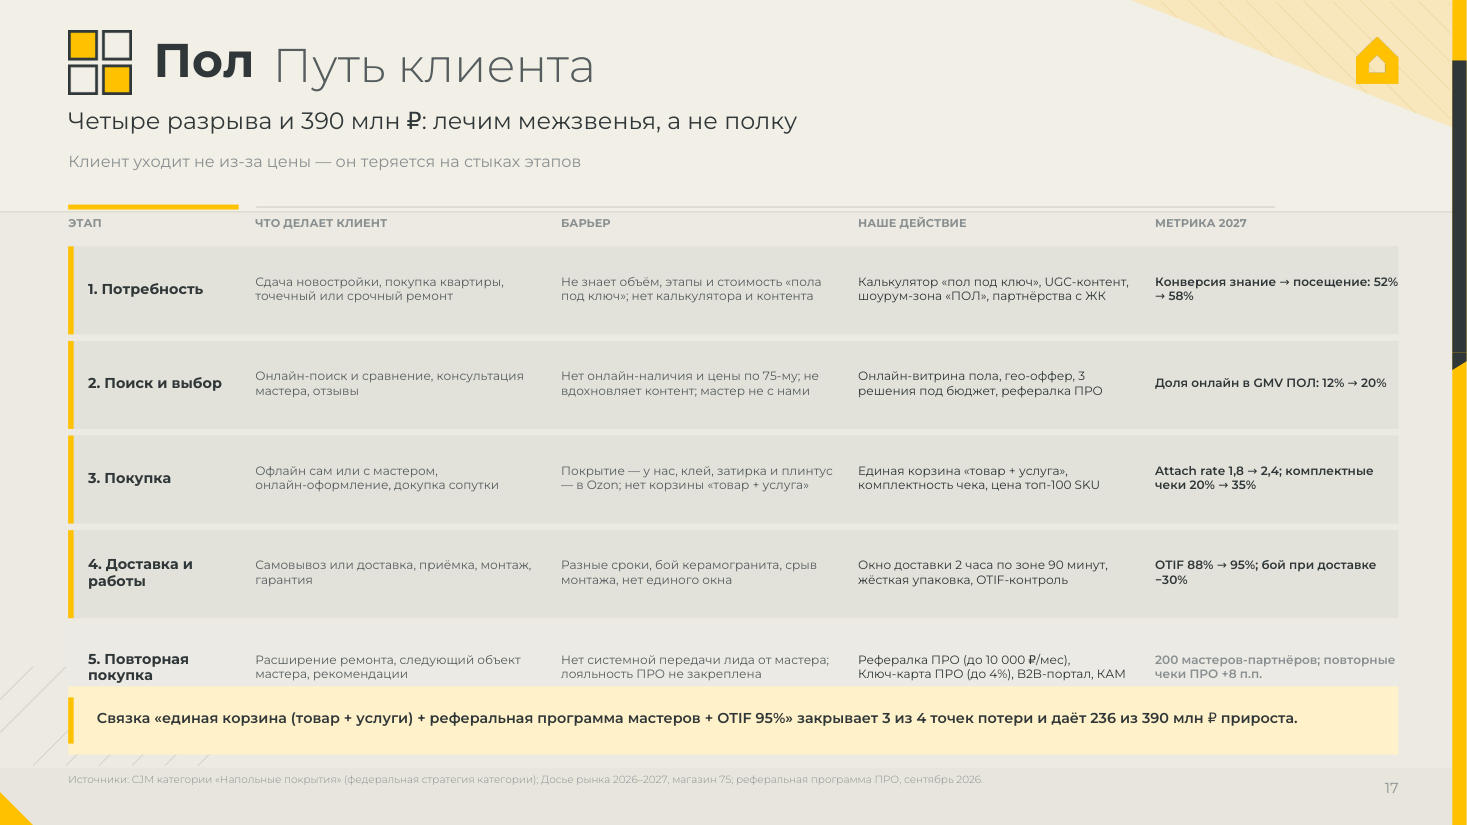 Пол Путь клиента
Четыре разрыва и 390 млн ₽: лечим межзвенья, а не полку
Клиент уходит не из-за цены — он теряется на стыках этапов
ЭТАП
ЧТО ДЕЛАЕТ КЛИЕНТ
БАРЬЕР
НАШЕ ДЕЙСТВИЕ
МЕТРИКА 2027
1. Потребность
Сдача новостройки, покупка квартиры,
точечный или срочный ремонт
Не знает объём, этапы и стоимость «пола
под ключ»; нет калькулятора и контента
Калькулятор «пол под ключ», UGC-контент,
шоурум-зона «ПОЛ», партнёрства с ЖК
Конверсия знание → посещение: 52%
→ 58%
2. Поиск и выбор
Онлайн-поиск и сравнение, консультация
мастера, отзывы
Нет онлайн-наличия и цены по 75-му; не
вдохновляет контент; мастер не с нами
Онлайн-витрина пола, гео-оффер, 3
решения под бюджет, рефералка ПРО
Доля онлайн в GMV ПОЛ: 12% → 20%
3. Покупка
Офлайн сам или с мастером,
онлайн-оформление, докупка сопутки
Покрытие — у нас, клей, затирка и плинтус
— в Ozon; нет корзины «товар + услуга»
Единая корзина «товар + услуга»,
комплектность чека, цена топ-100 SKU
Attach rate 1,8 → 2,4; комплектные
чеки 20% → 35%
4. Доставка и
работы
Самовывоз или доставка, приёмка, монтаж,
гарантия
Разные сроки, бой керамогранита, срыв
монтажа, нет единого окна
Окно доставки 2 часа по зоне 90 минут,
жёсткая упаковка, OTIF-контроль
OTIF 88% → 95%; бой при доставке
−30%
5. Повторная
покупка
Расширение ремонта, следующий объект
мастера, рекомендации
Нет системной передачи лида от мастера;
лояльность ПРО не закреплена
Рефералка ПРО (до 10 000 ₽/мес),
Ключ-карта ПРО (до 4%), B2B-портал, КАМ
200 мастеров-партнёров; повторные
чеки ПРО +8 п.п.
Связка «единая корзина (товар + услуги) + реферальная программа мастеров + OTIF 95%» закрывает 3 из 4 точек потери и даёт 236 из 390 млн ₽ прироста.
Источники: CJM категории «Напольные покрытия» (федеральная стратегия категории); Досье рынка 2026–2027, магазин 75; реферальная программа ПРО, сентябрь 2026.
17